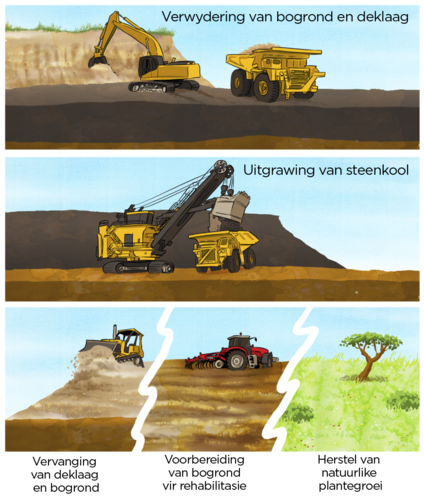 Verwydering van bogrond en deklaag
Uitgrawing van steenkool
Vervanging
van deklaag
en bogrond
Voorbereiding
van bogrond
vir rehabilitasie
Herstel van
natuurlike
plantegroei